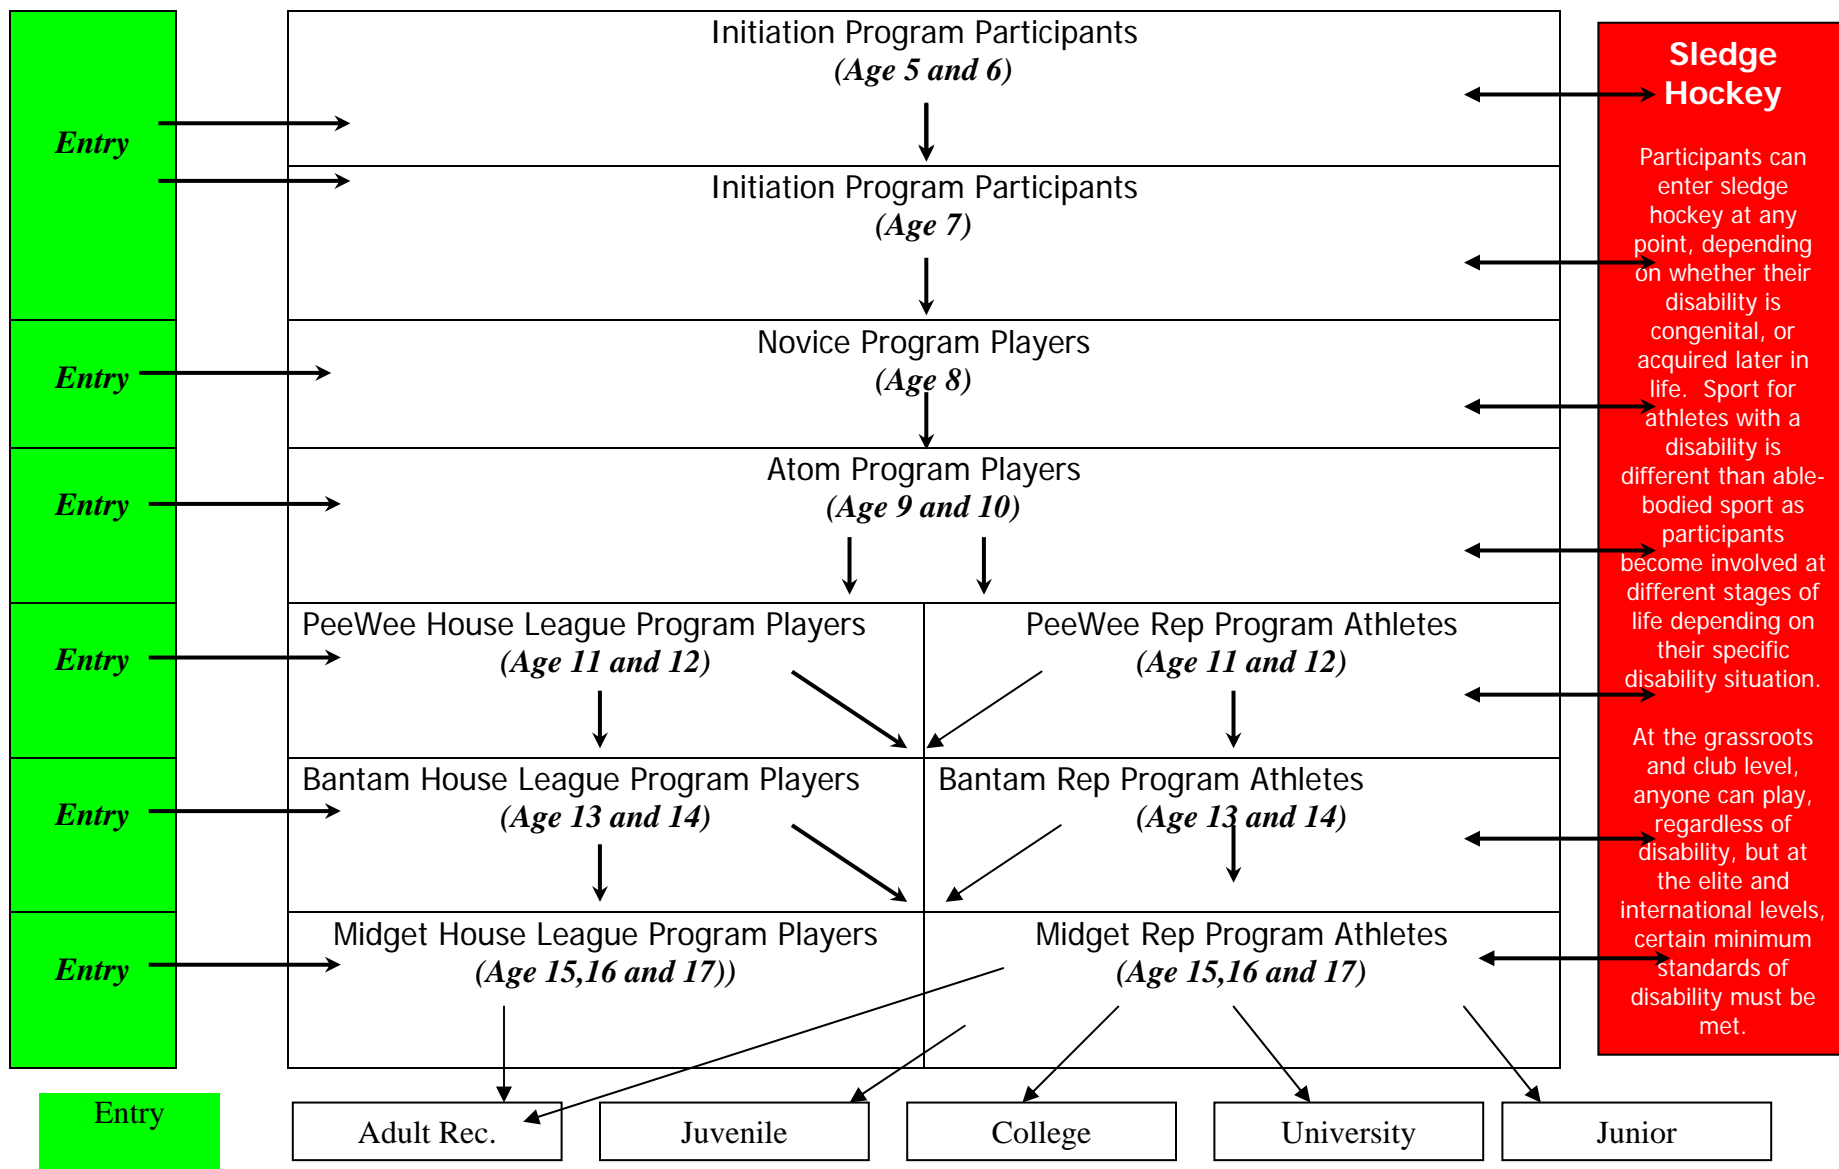 Initiation Program Participants
(Age 5 and 6)
Entry
Initiation Program Participants
(Age 7)
Novice Program Players
(Age 8)
Entry
Atom Program Players
(Age 9 and 10)
Entry
PeeWee House League Program Players
(Age 11 and 12)
PeeWee Rep Program Athletes
(Age 11 and 12)
Entry
Bantam House League Program Players
(Age 13 and 14)
Bantam Rep Program Athletes
(Age 13 and 14)
Entry
Midget House League Program Players
(Age 15,16 and 17))
Midget Rep Program Athletes
(Age 15,16 and 17)
Entry
Sledge
Hockey
Participants can
enter sledge
hockey at any
point, depending
on whether their
disability is
congenital, or
acquired later in
life. Sport for
athletes with a
disability is
different than able-
bodied sport as
participants
become involved at
different stages of
life depending on
their specific
disability situation.
At the grassroots
and club level,
anyone can play,
regardless of
disability, but at
the elite and
international levels,
certain minimum
standards of
disability must be
met.
Entry
Adult Rec.
Juvenile
College
University
Junior